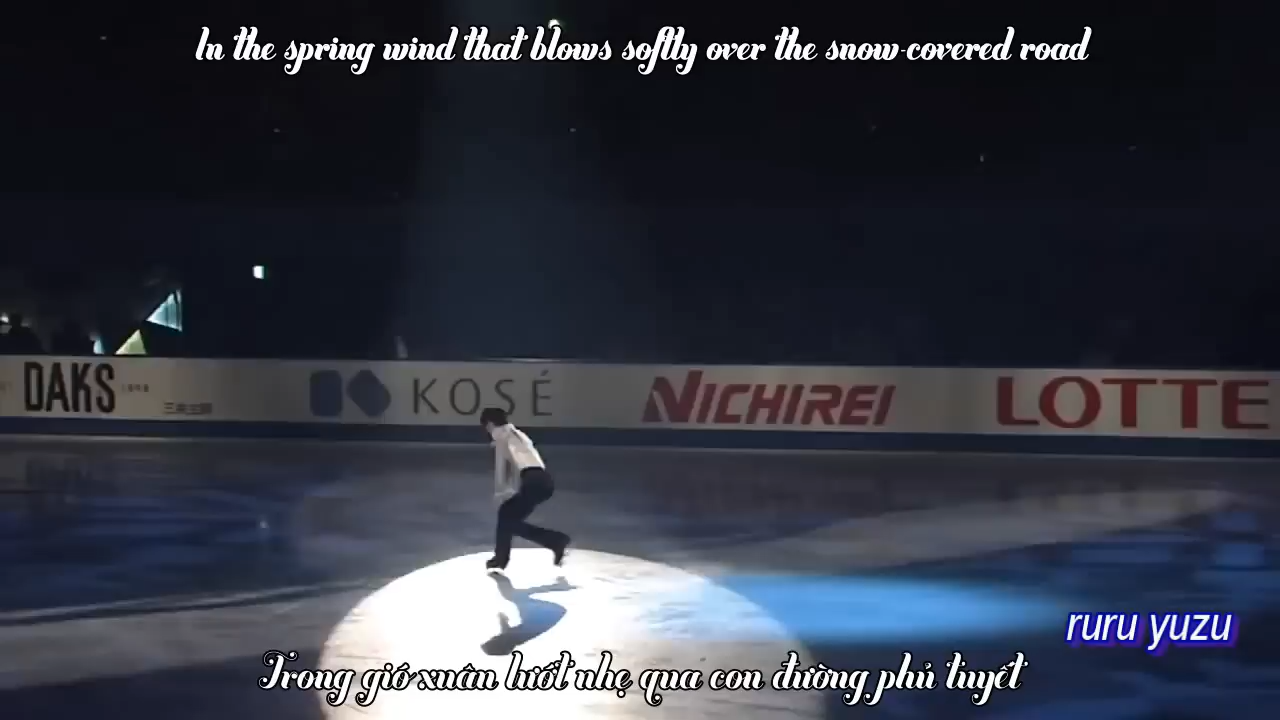 In the spring wind that blows softly over the snow-covered road
DAKS
KOSÉ
NICHIREI
LOTTE
ruru yuzu
Trong gió xuân lướt nhẹ qua con đường phủ tuyết